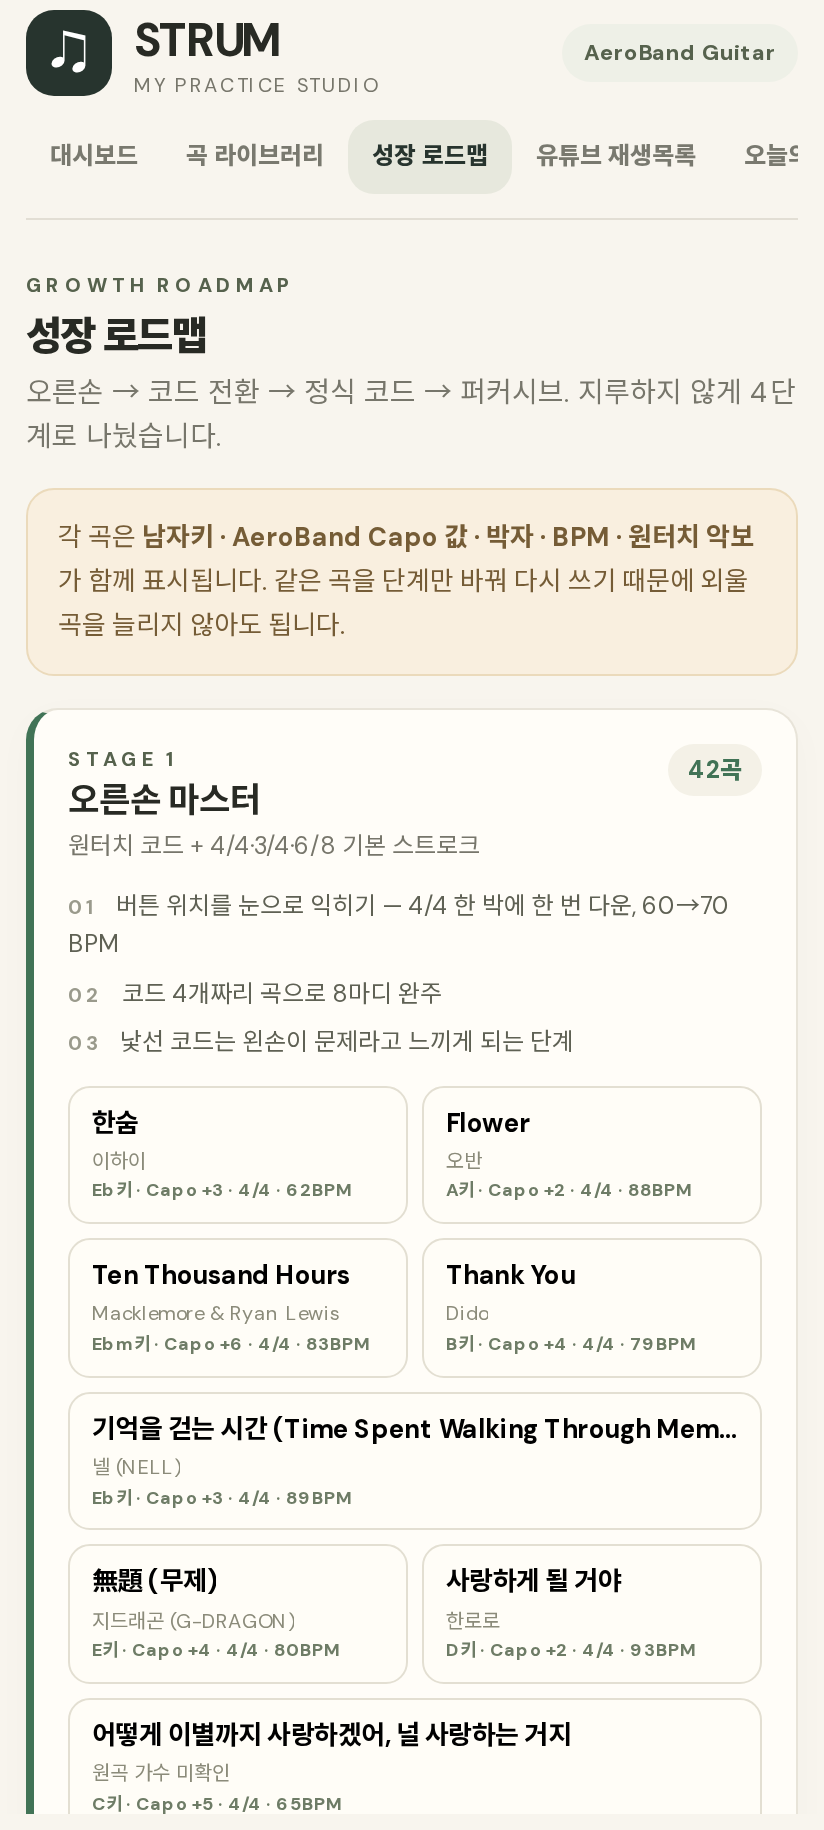 STRUM
MY PRACTICE STUDIO
AeroBand Guitar
대시보드
곡 라이브러리
성장 로드맵
유튜브 재생목록
오늘의
GROWTH ROADMAP
성장 로드맵
오른손 → 코드 전환 → 정식 코드 → 퍼커시브. 지루하지 않게 4단
계로 나눴습니다.
각 곡은 남자키 · AeroBand Capo 값 · 박자 · BPM · 원터치 악보
가 함께 표시됩니다. 같은 곡을 단계만 바꿔 다시 쓰기 때문에 외울
곡을 늘리지 않아도 됩니다.
STAGE 1
42곡
오른손 마스터
원터치 코드 + 4/4·3/4·6/8 기본 스트로크
01 버튼 위치를 눈으로 익히기 — 4/4 한 박에 한 번 다운, 60→70
BPM
02 코드 4개짜리 곡으로 8마디 완주
03 낯선 코드는 왼손이 문제라고 느끼게 되는 단계
한숨
이하이
Eb키 · Capo +3 · 4/4 · 62BPM
Flower
오반
A키 · Capo +2 · 4/4 · 88BPM
Ten Thousand Hours
Macklemore & Ryan Lewis
Ebm키 · Capo +6 · 4/4 · 83BPM
Thank You
Dido
B키 · Capo +4 · 4/4 · 79BPM
기억을 걷는 시간 (Time Spent Walking Through Mem...
넬 (NELL)
Eb키 · Capo +3 · 4/4 · 89BPM
無題 (무제)
지드래곤 (G-DRAGON)
E키 · Capo +4 · 4/4 · 80BPM
사랑하게 될 거야
한로로
D키 · Capo +2 · 4/4 · 93BPM
어떻게 이별까지 사랑하겠어, 널 사랑하는 거지
원곡 가수 미확인
C키 · Capo +5 · 4/4 · 65BPM